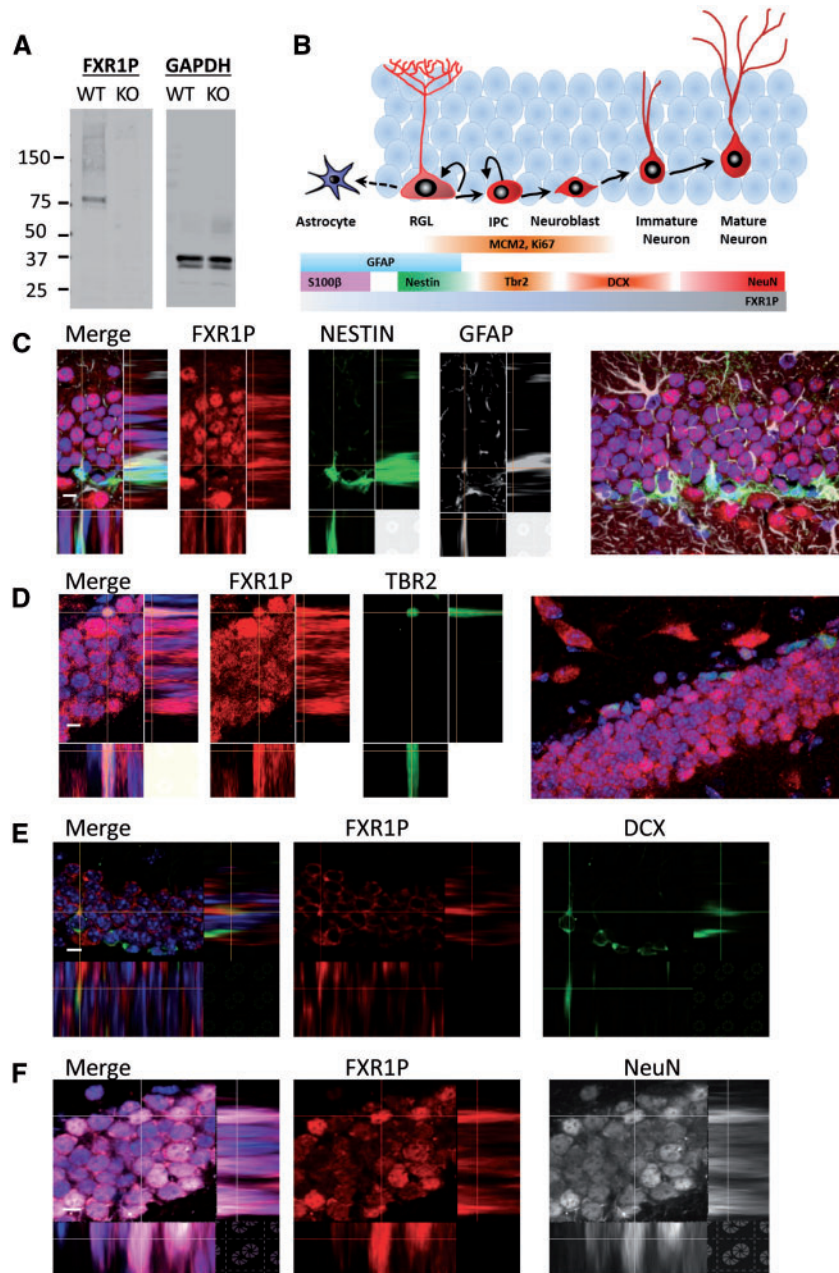 A
FXR1P GAPDH
WT KO WT KO
150
75
50
37
25
B
Astrocyte RGL IPC Neuroblast Immature Neuron Mature Neuron
MCM2, Ki67
GFAP
S100β Nestin Tbr2 DCX NeuN
FXR1P
C
Merge FXR1P NESTIN GFAP
D
Merge FXR1P TBR2
E
Merge FXR1P DCX
F
Merge FXR1P NeuN